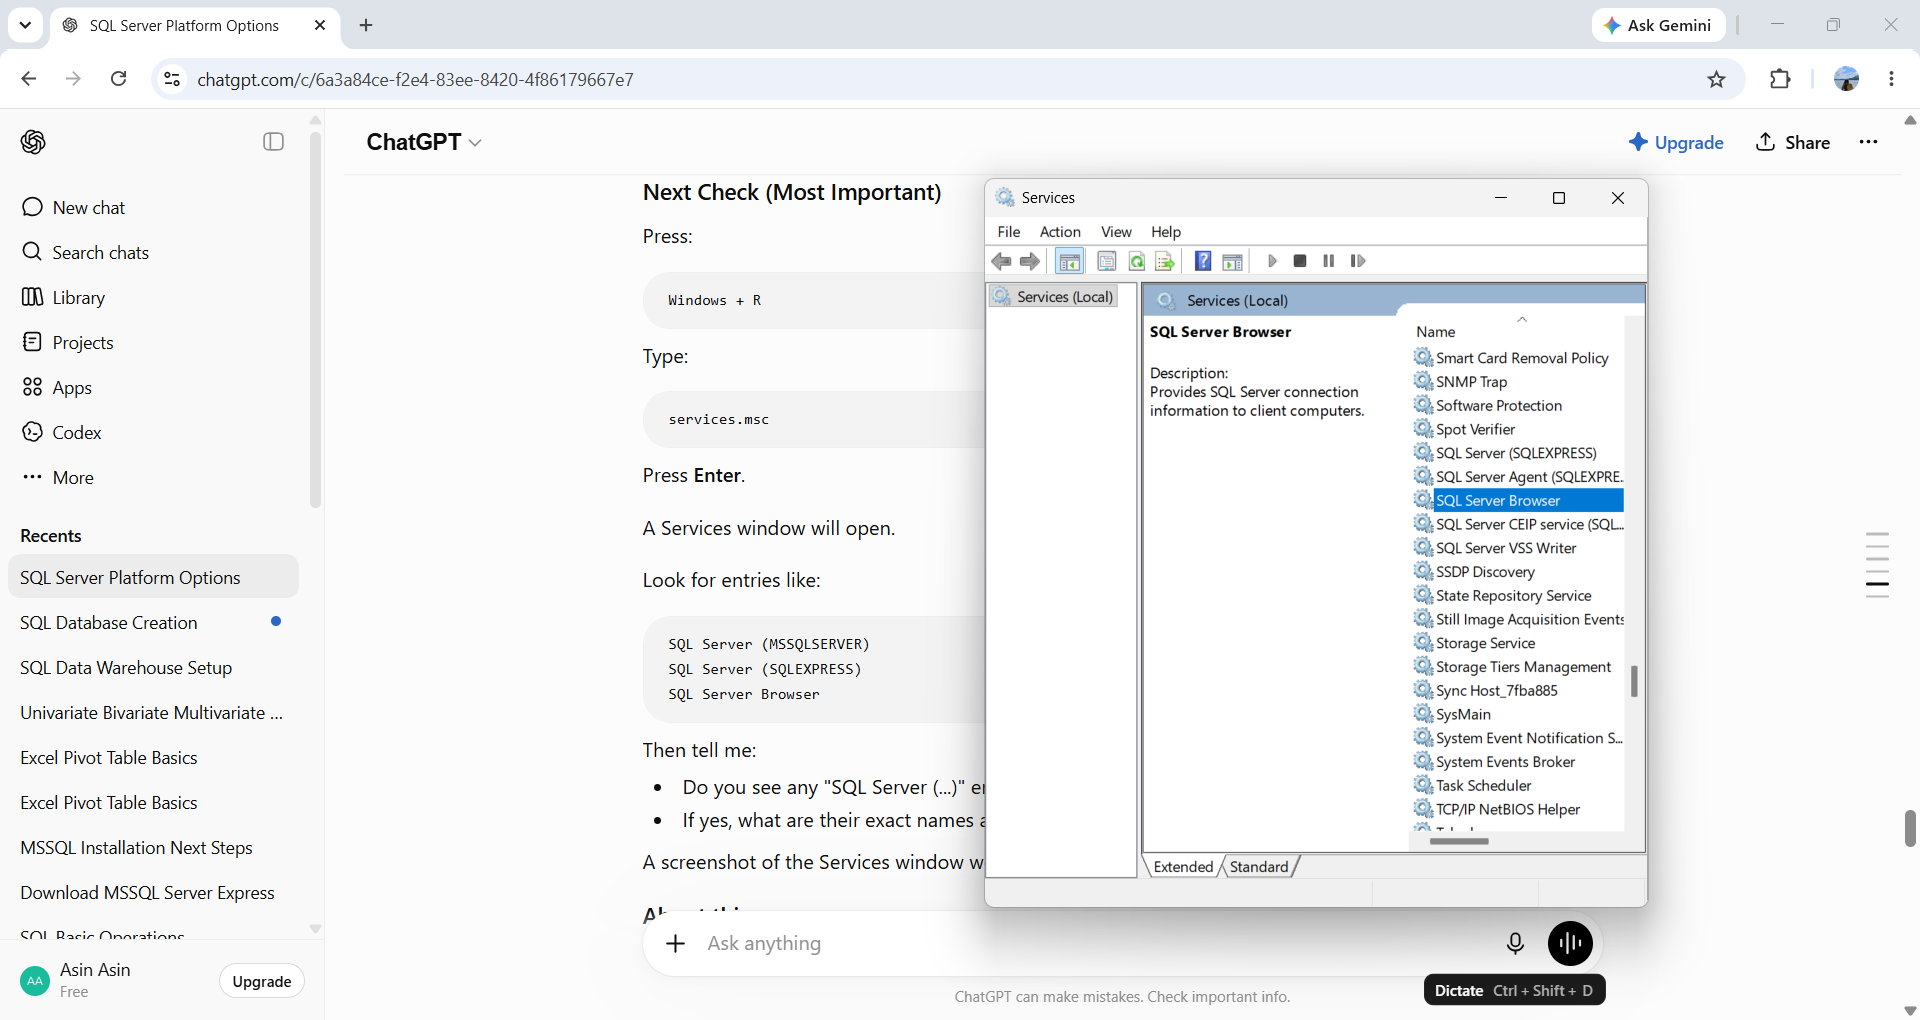 SQL Server Platform Options
Ask Gemini
chatgpt.com/c/6a3a84ce-f2e4-83ee-8420-4f86179667e7
New chat
Search chats
Library
Projects
Apps
Codex
More
Recents
SQL Server Platform Options
SQL Database Creation
SQL Data Warehouse Setup
Univariate Bivariate Multivariate ...
Excel Pivot Table Basics
Excel Pivot Table Basics
MSSQL Installation Next Steps
Download MSSQL Server Express
SQL Basic Operations
AA
Asin Asin
Free
Upgrade
ChatGPT
Upgrade
Share
Next Check (Most Important)
Press:
Windows + R
Type:
services.msc
Press Enter.
A Services window will open.
Look for entries like:
SQL Server (MSSQLSERVER)
SQL Server (SQLEXPRESS)
SQL Server Browser
Then tell me:
• Do you see any "SQL Server (...)"
• If yes, what are their exact names
A screenshot of the Services window
Ask anything
ChatGPT can make mistakes. Check important info.
Dictate Ctrl + Shift + D
Services
File Action View Help
Services (Local)
Services (Local)
SQL Server Browser
Description:
Provides SQL Server connection
information to client computers.
Name
Smart Card Removal Policy
SNMP Trap
Software Protection
Spot Verifier
SQL Server (SQLEXPRESS)
SQL Server Agent (SQLEXPRE...
SQL Server Browser
SQL Server CEIP service (SQL...
SQL Server VSS Writer
SSDP Discovery
State Repository Service
Still Image Acquisition Events
Storage Service
Storage Tiers Management
Sync Host_7fba885
SysMain
System Event Notification S...
System Events Broker
Task Scheduler
TCP/IP NetBIOS Helper
Extended Standard